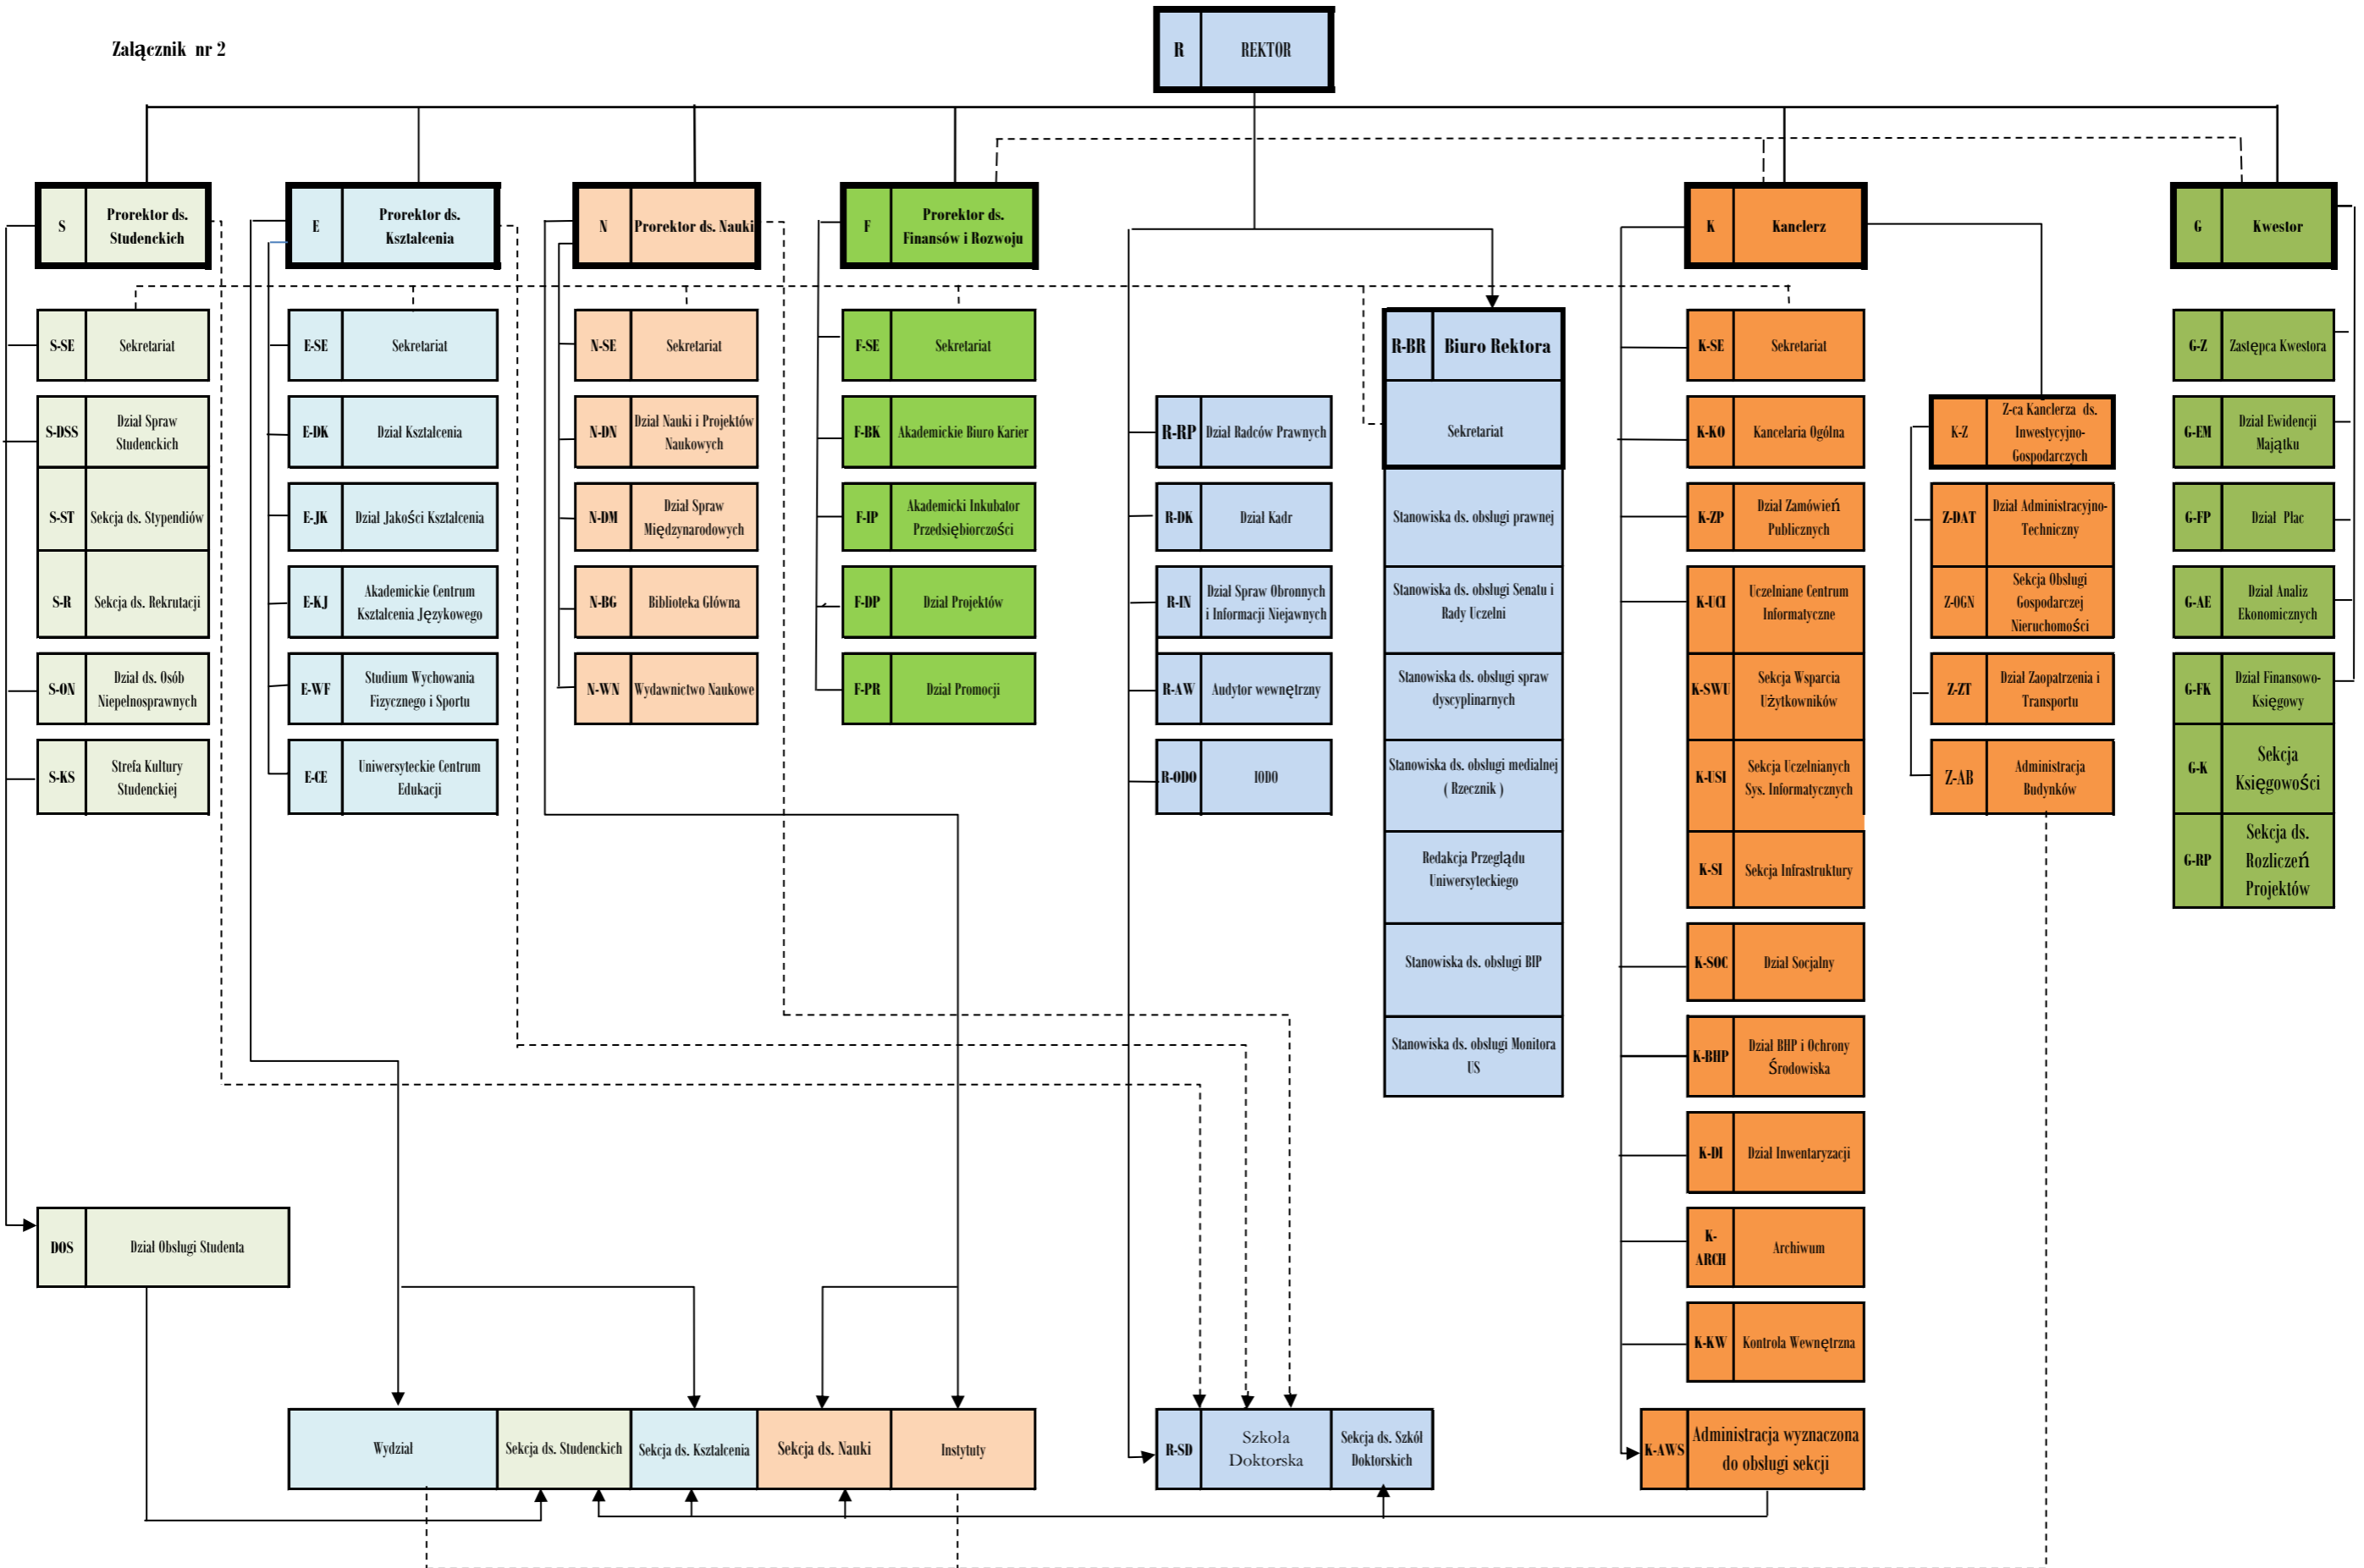 Załącznik nr 2
R
REKTOR
S
Prorektor ds.
Studenckich
E
Prorektor ds.
Kształcenia
N
Prorektor ds. Nauki
F
Prorektor ds.
Finansów i Rozwoju
K
Kanclerz
G
Kwestor
S-SE
Sekretariat
S-DSS
Dział Spraw
Studenckich
S-ST
Sekcja ds. Stypendiów
S-R
Sekcja ds. Rekrutacji
S-ON
Dział ds. Osób
Niepełnosprawnych
S-KS
Strefa Kultury
Studenckiej
E-SE
Sekretariat
E-DK
Dział Kształcenia
E-JK
Dział Jakości Kształcenia
E-KJ
Akademickie Centrum
Kształcenia Językowego
E-WF
Studium Wychowania
Fizycznego i Sportu
E-CE
Uniwersyteckie Centrum
Edukacji
N-SE
Sekretariat
N-DN
Dział Nauki i Projektów
Naukowych
N-DM
Dział Spraw
Międzynarodowych
N-BG
Biblioteka Główna
N-WN
Wydawnictwo Naukowe
F-SE
Sekretariat
F-BK
Akademickie Biuro Karier
F-IP
Akademicki Inkubator
Przedsiębiorczości
F-DP
Dział Projektów
F-PR
Dział Promocji
R-RP
Dział Radców Prawnych
R-DK
Dział Kadr
R-IN
Dział Spraw Obronnych
i Informacji Niejawnych
R-AW
Audytor wewnętrzny
R-ODO
IODO
R-BR
Biuro Rektora
Sekretariat
Stanowiska ds. obsługi prawnej
Stanowiska ds. obsługi Senatu i
Rady Uczelni
Stanowiska ds. obsługi spraw
dyscyplinarnych
Stanowiska ds. obsługi medialnej
( Rzecznik )
Redakcja Przeglądu
Uniwersyteckiego
Stanowiska ds. obsługi BIP
Stanowiska ds. obsługi Monitora
US
K-SE
Sekretariat
K-KO
Kancelaria Ogólna
K-ZP
Dział Zamówień
Publicznych
K-UCI
Uczelniane Centrum
Informatyczne
K-SWU
Sekcja Wsparcia
Użytkowników
K-USI
Sekcja Uczelnianych
Sys. Informatycznych
K-SI
Sekcja Infrastruktury
K-SOC
Dział Socjalny
K-BHP
Dział BHP i Ochrony
Środowiska
K-DI
Dział Inwentaryzacji
K-
ARCH
Archiwum
K-KW
Kontrola Wewnętrzna
K-Z
Z-ca Kanclerza ds.
Inwestycyjno-
Gospodarczych
Z-DAT
Dział Administracyjno-
Techniczny
Z-OGN
Sekcja Obsługi
Gospodarczej
Nieruchomości
Z-ZT
Dział Zaopatrzenia i
Transportu
Z-AB
Administracja
Budynków
G-Z
Zastępca Kwestora
G-EM
Dział Ewidencji
Majątku
G-FP
Dział Płac
G-AE
Dział Analiz
Ekonomicznych
G-FK
Dział Finansowo-
Księgowy
G-K
Sekcja
Księgowości
G-RP
Sekcja ds.
Rozliczeń
Projektów
DOS
Dział Obsługi Studenta
Wydział
Sekcja ds. Studenckich
Sekcja ds. Kształcenia
Sekcja ds. Nauki
Instytuty
R-SD
Szkoła
Doktorska
Sekcja ds. Szkół
Doktorskich
K-AWS
Administracja wyznaczona
do obsługi sekcji